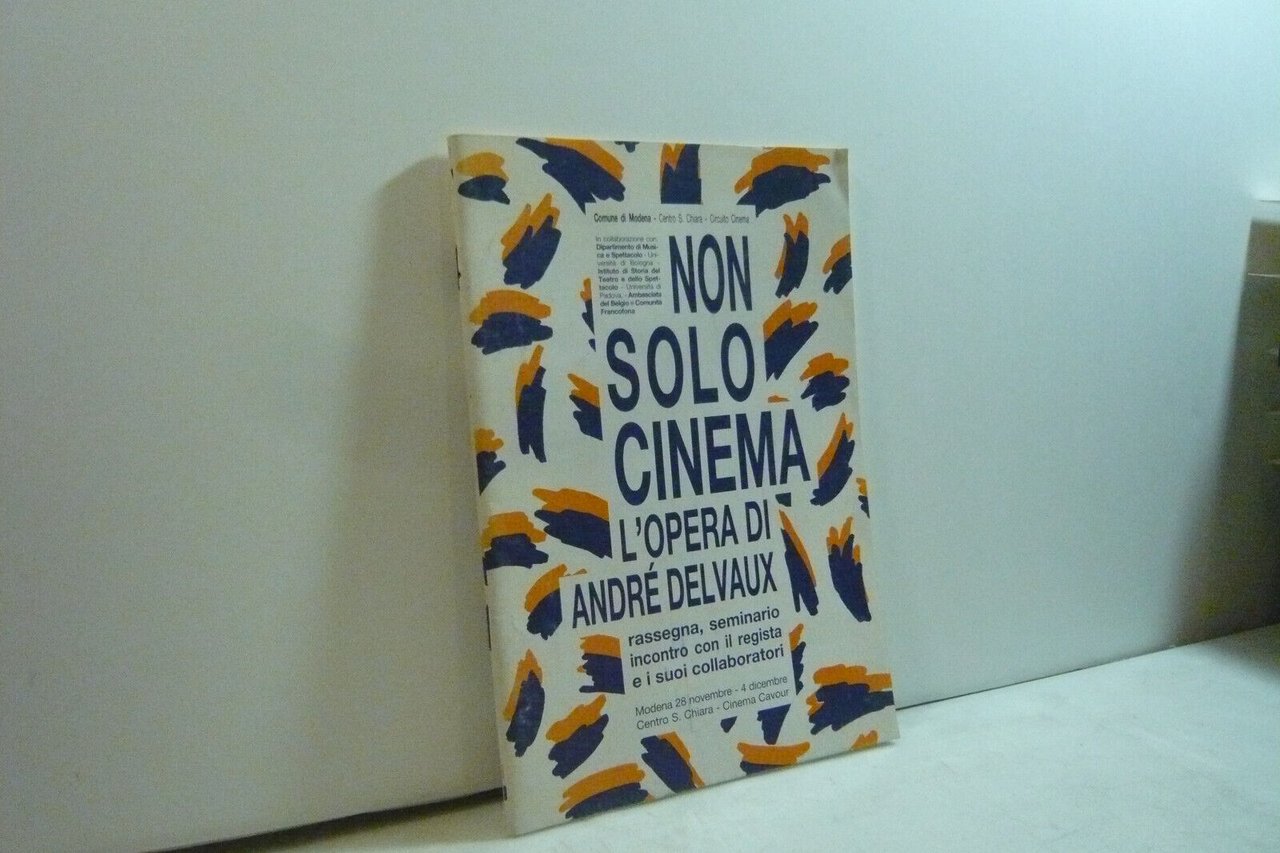 Comune di Modena - Centro S. Chiara - Circuito Cinema
In collaborazione con:
Dipartimento di Musi-
ca e Spettacolo - Uni-
versità di Bologna -
Istituto di Storia del
Teatro e dello Spet-
tacolo - Università di
Padova, - Ambasciata
del Belgio e Comunità
Francofona
NON
SOLO
CINEMA
L'OPERA DI
ANDRÉ DELVAUX
rassegna, seminario
incontro con il regista
e i suoi collaboratori
Modena 28 novembre - 4 dicembre
Centro S. Chiara - Cinema Cavour